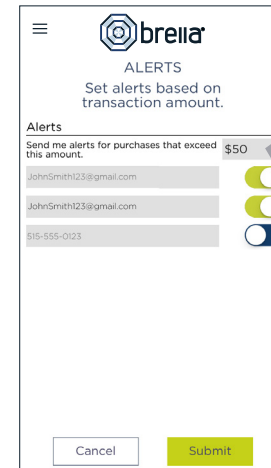 brella
ALERTS
Set alerts based on
transaction amount.
Alerts
Send me alerts for purchases that exceed
this amount.
$50
JohnSmith123@gmail.com
JohnSmith123@gmail.com
515-555-0123
Cancel
Submit